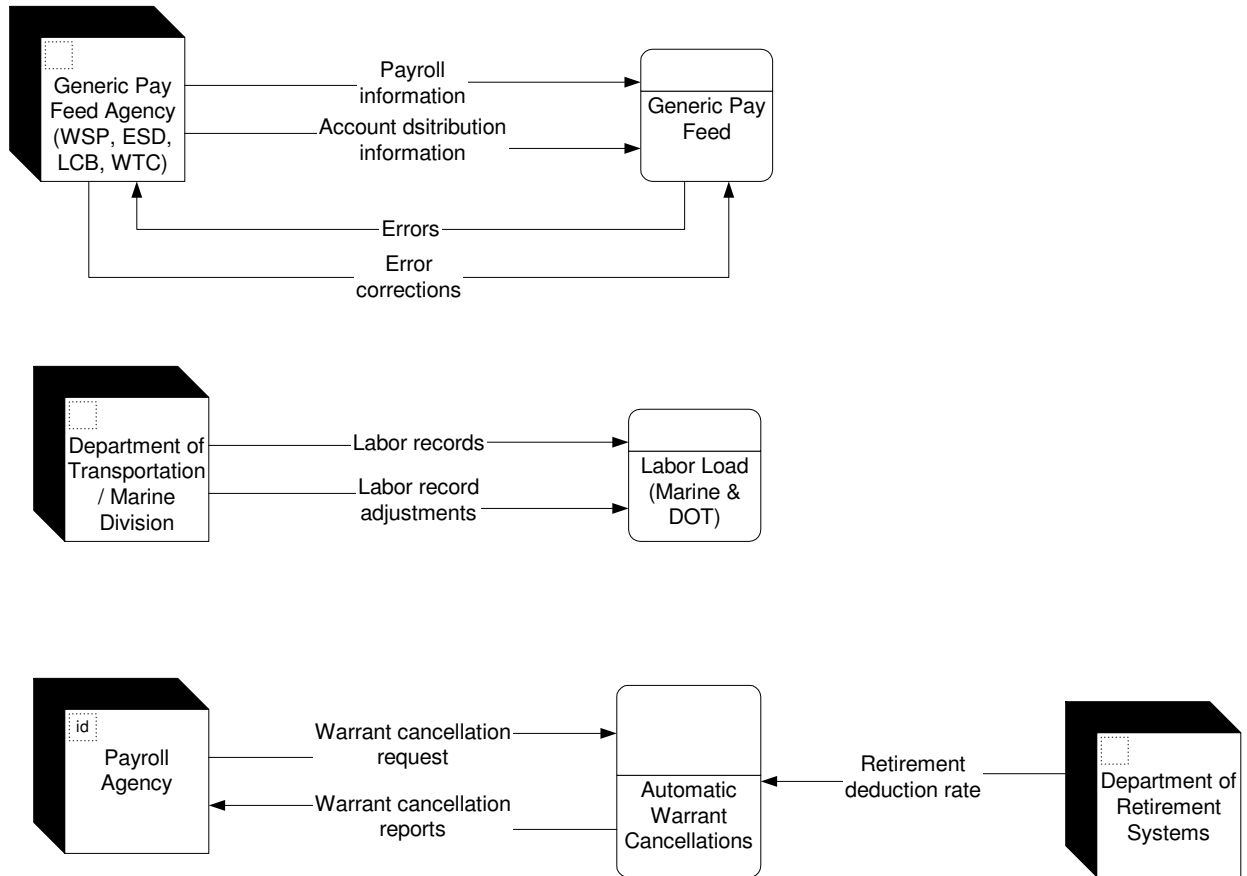 Generic Pay
Feed Agency
(WSP, ESD,
LCB, WTC)
Payroll
information
Account dsitribution
information
Generic Pay
Feed
Errors
Error
corrections
Department of
Transportation
/ Marine
Division
Labor records
Labor record
adjustments
Labor Load
(Marine &
DOT)
id
Payroll
Agency
Warrant cancellation
request
Warrant cancellation
reports
Automatic
Warrant
Cancellations
Retirement
deduction rate
Department of
Retirement
Systems